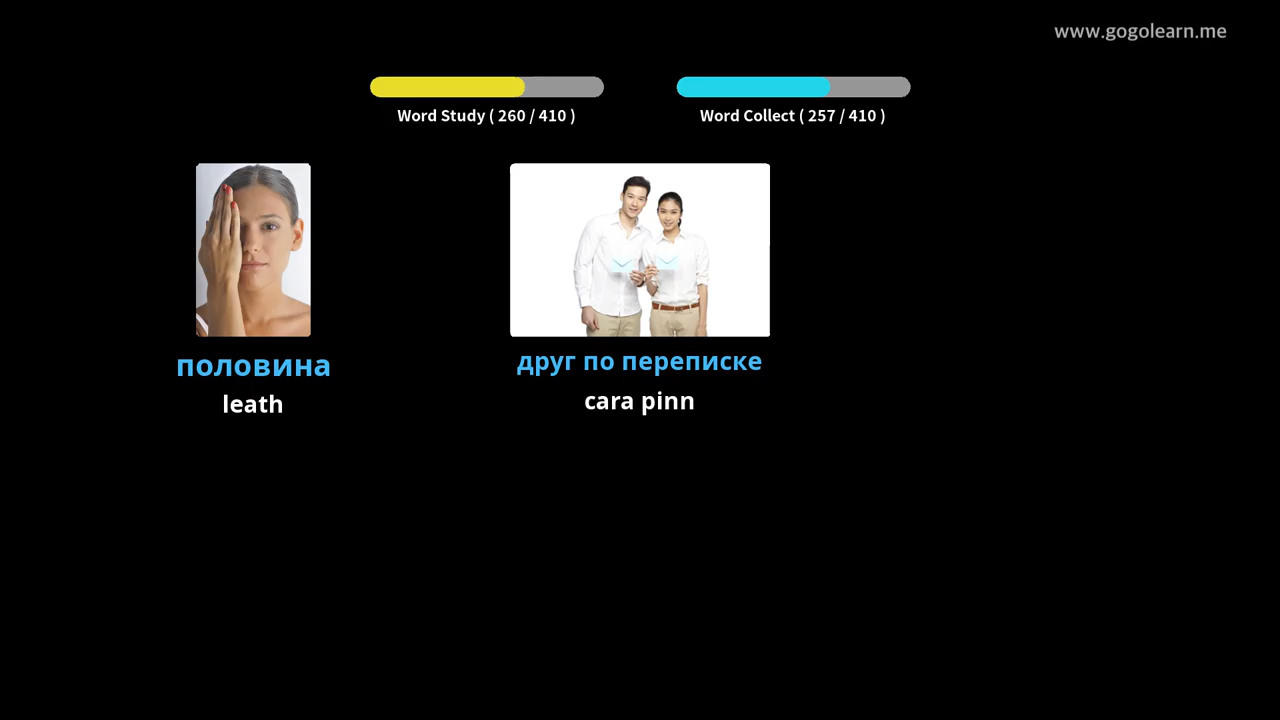 www.gogolearn.me
Word Study ( 260 / 410 )
Word Collect ( 257 / 410 )
половина
leath
друг по переписке
cara pinn